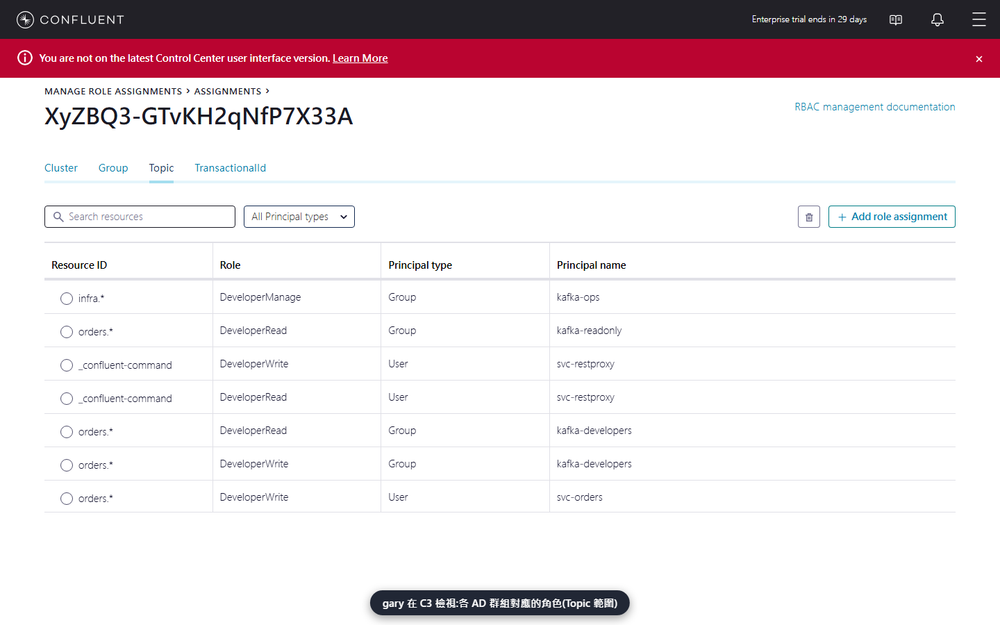 CONFLUENT
Enterprise trial ends in 29 days
You are not on the latest Control Center user interface version. Learn More
MANAGE ROLE ASSIGNMENTS > ASSIGNMENTS >
XyZBQ3-GTvKH2qNfP7X33A
RBAC management documentation
Cluster Group Topic TransactionalId
Search resources
All Principal types
+ Add role assignment
Resource ID Role Principal type Principal name
infra.* DeveloperManage Group kafka-ops
orders.* DeveloperRead Group kafka-readonly
_confluent-command DeveloperWrite User svc-restproxy
_confluent-command DeveloperRead User svc-restproxy
orders.* DeveloperRead Group kafka-developers
orders.* DeveloperWrite Group kafka-developers
orders.* DeveloperWrite User svc-orders
gary 在 C3 檢視:各 AD 群組對應的角色(Topic 範圍)